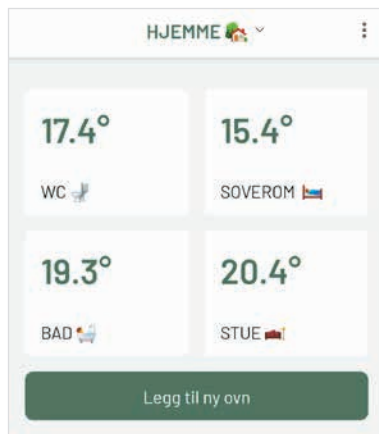 HJEMME
17.4°
WC
15.4°
SOVEROM
19.3°
BAD
20.4°
STUE
Legg til ny ovn